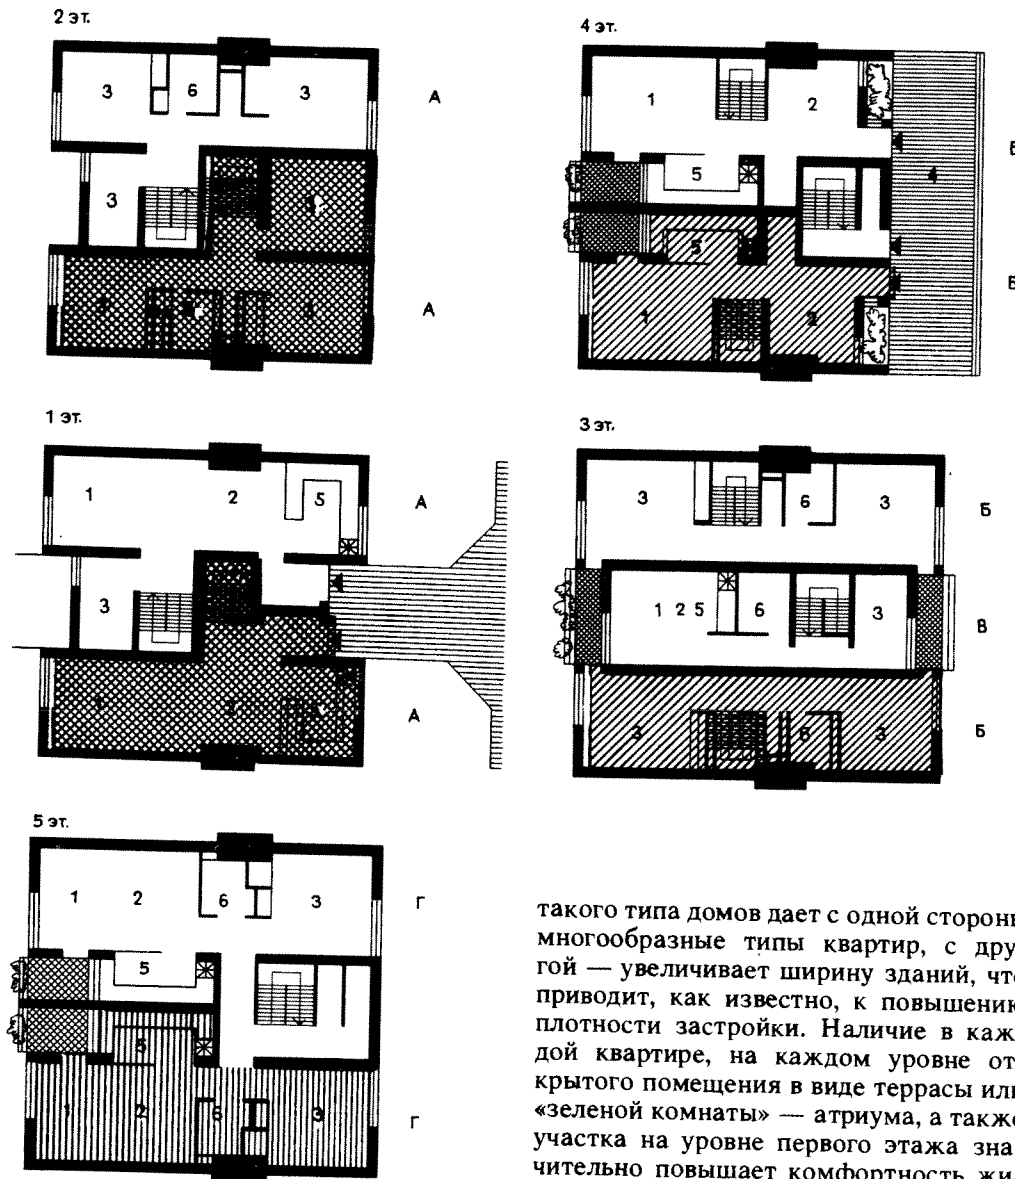 2 эт.
3 6 3 А
3
А
4 эт.
1 2
5 4
5
1 2
1 эт.
1 2 5 А
3
А
3 эт.
3 6 3 Б
1 2 5 6 3 В
3 6 3 Б
5 эт.
1 2 6 3 Г
5
5
1 2 6 3 Г
такого типа домов дает с одной сторон
многообразные типы квартир, с дру
гой — увеличивает ширину зданий, что
приводит, как известно, к повышению
плотности застройки. Наличие в каж
дой квартире, на каждом уровне от
крытого помещения в виде террасы или
«зеленой комнаты» — атриума, а также
участка на уровне первого этажа зна
чительно повышает комфортность жи